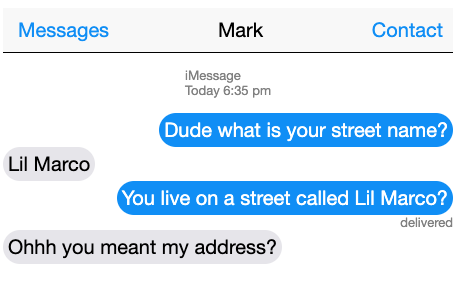 Messages Mark Contact
iMessage
Today 6:35 pm
Dude what is your street name?
Lil Marco
You live on a street called Lil Marco?
delivered
Ohhh you meant my address?